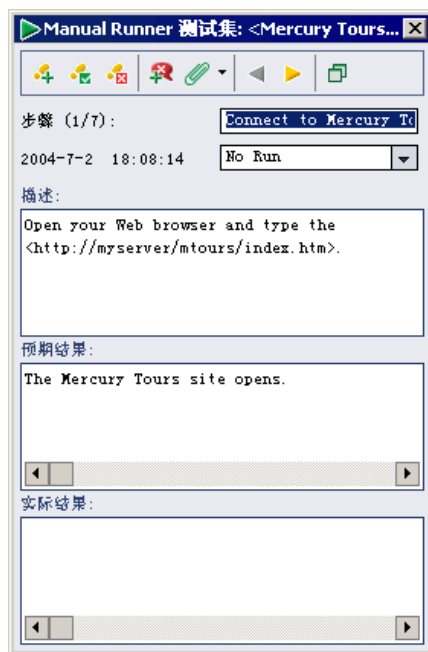 Manual Runner 测试集: <Mercury Tours...
步骤 (1/7):
Connect to Mercury To
2004-7-2 18:08:14
No Run
描述:
Open your Web browser and type the
<http://myserver/mtours/index.htm>.
预期结果:
The Mercury Tours site opens.
实际结果: